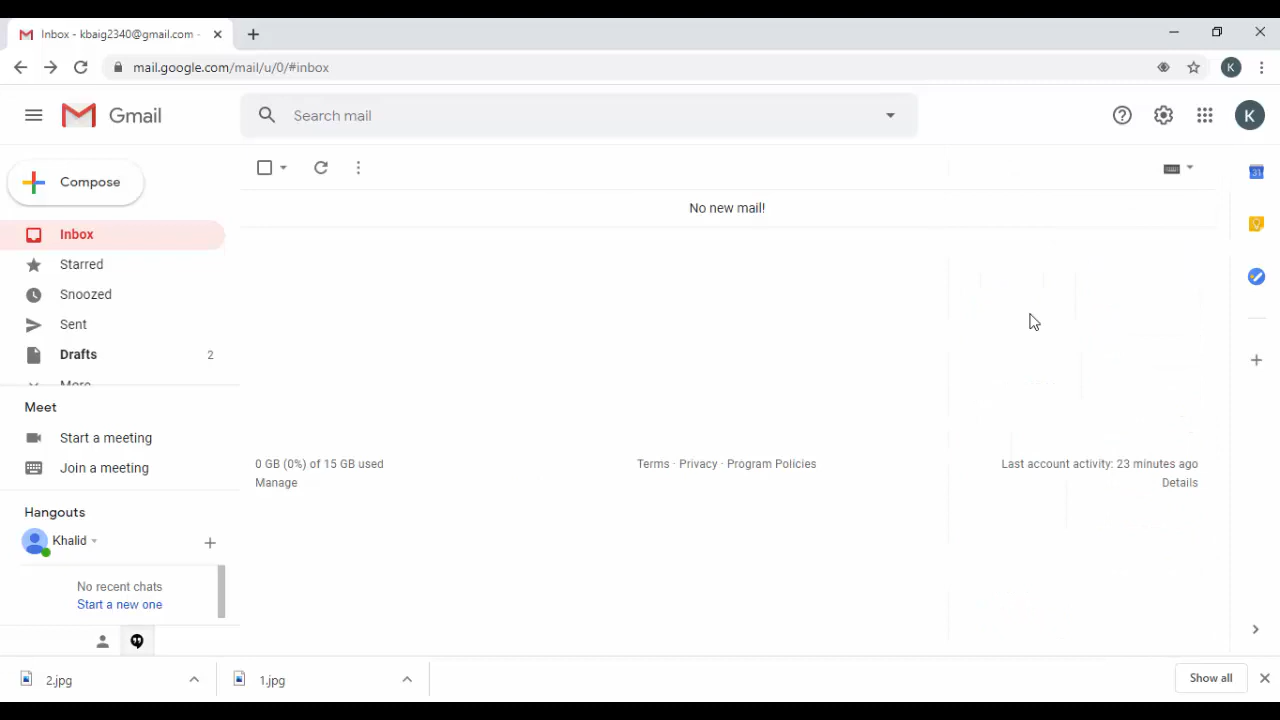 Inbox - kbaig2340@gmail.com -
mail.google.com/mail/u/0/#inbox
K
Gmail
Search mail
K
Compose
No new mail!
31
Inbox
Starred
Snoozed
Sent
Drafts 2
More
Meet
Start a meeting
Join a meeting
0 GB (0%) of 15 GB used
Manage
Terms · Privacy · Program Policies
Last account activity: 23 minutes ago
Details
Hangouts
Khalid
No recent chats
Start a new one
2.jpg
1.jpg
Show all